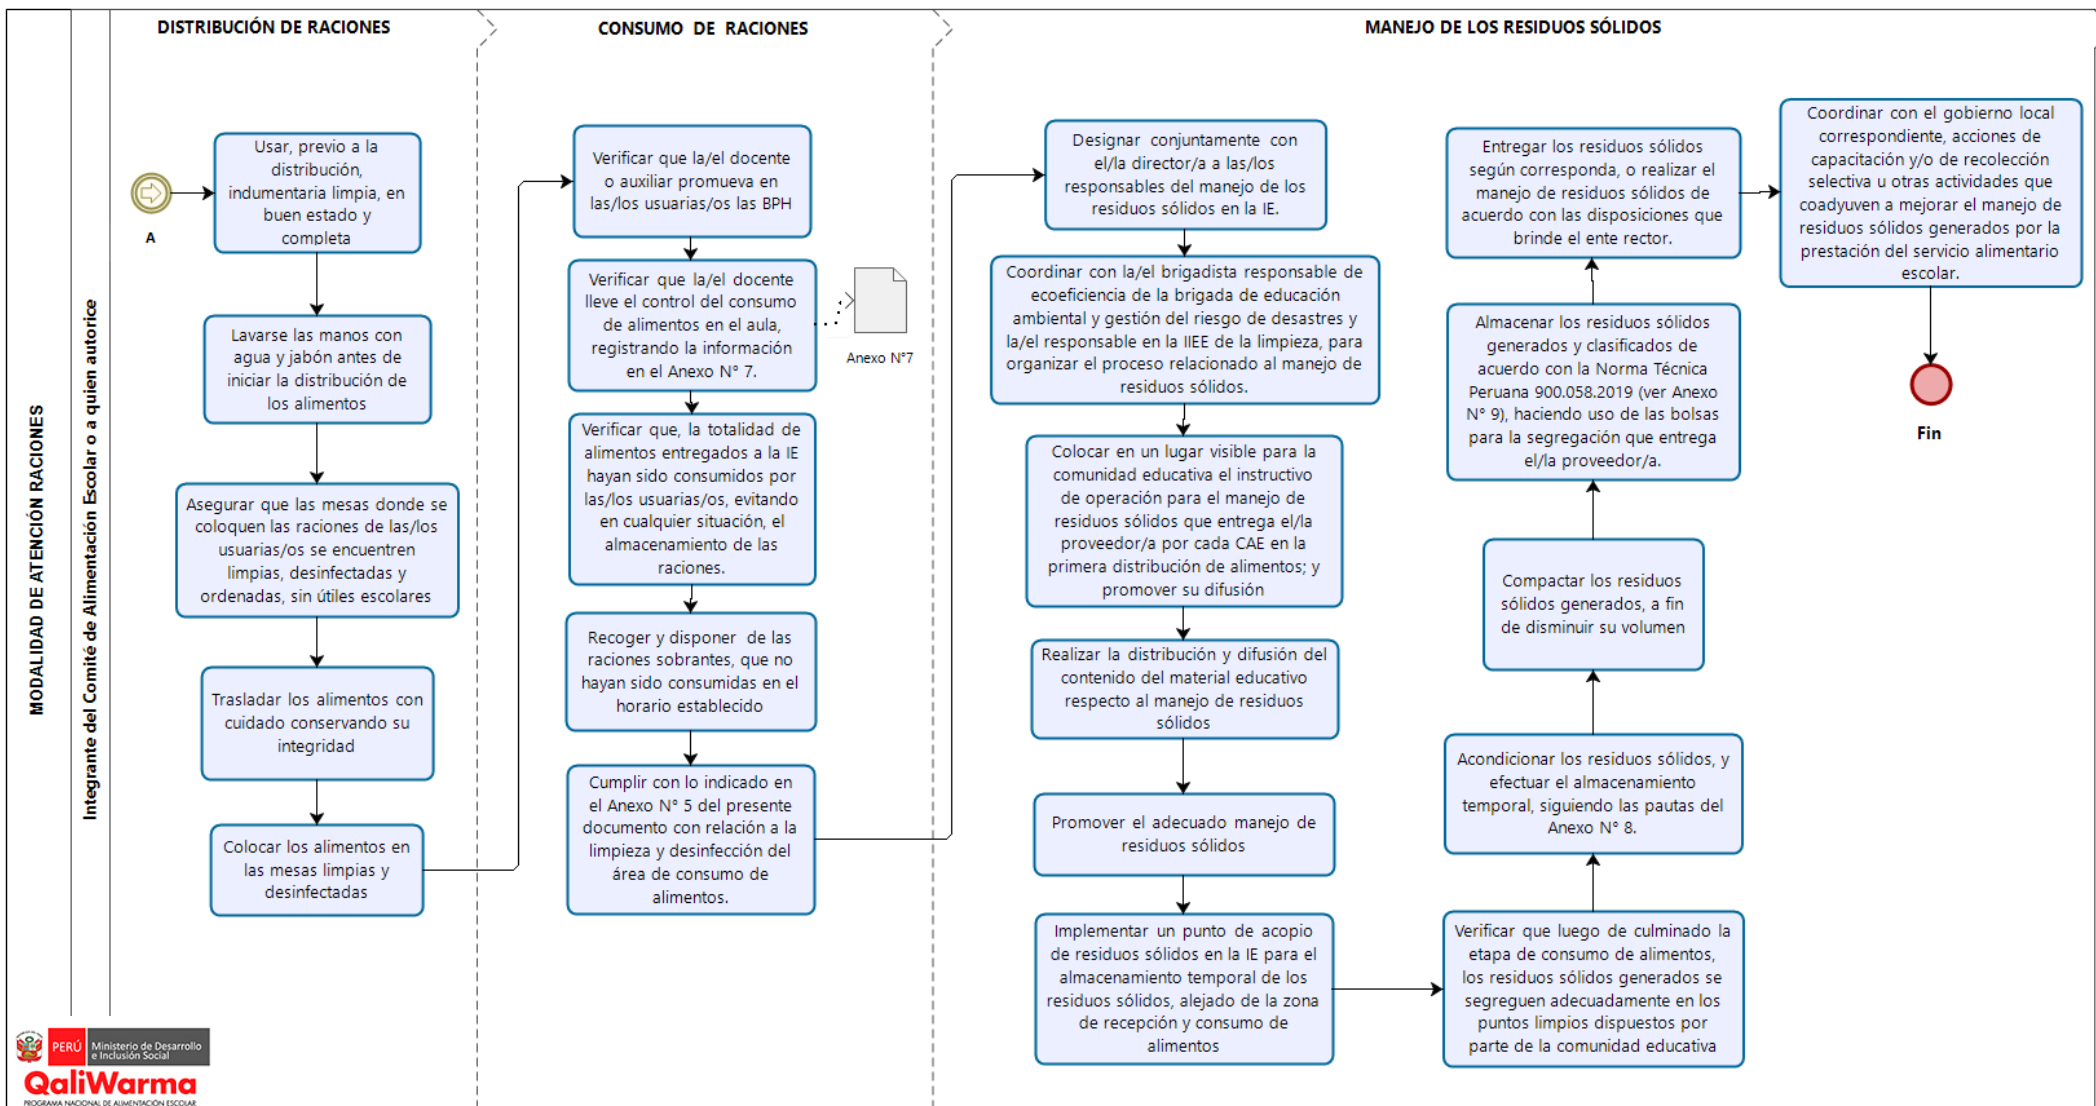 DISTRIBUCIÓN DE RACIONES
CONSUMO DE RACIONES
MANEJO DE LOS RESIDUOS SÓLIDOS
MODALIDAD DE ATENCIÓN RACIONES
Integrante del Comité de Alimentación Escolar o a quien autorice
A
Usar, previo a la
distribución,
indumentaria limpia, en
buen estado y
completa
Lavarse las manos con
agua y jabón antes de
iniciar la distribución de
los alimentos
Asegurar que las mesas donde se
coloquen las raciones de las/los
usuarias/os se encuentren
limpias, desinfectadas y
ordenadas, sin útiles escolares
Trasladar los alimentos con
cuidado conservando su
integridad
Colocar los alimentos en
las mesas limpias y
desinfectadas
Verificar que la/el docente
o auxiliar promueva en
las/los usuarias/os las BPH
Verificar que la/el docente
lleve el control del consumo
de alimentos en el aula,
registrando la información
en el Anexo N° 7.
Anexo N°7
Verificar que, la totalidad de
alimentos entregados a la IE
hayan sido consumidos por
las/los usuarias/os, evitando
en cualquier situación, el
almacenamiento de las
raciones.
Recoger y disponer de las
raciones sobrantes, que no
hayan sido consumidas en el
horario establecido
Cumplir con lo indicado en
el Anexo N° 5 del presente
documento con relación a la
limpieza y desinfección del
área de consumo de
alimentos.
Designar conjuntamente con
el/la director/a a las/los
responsables del manejo de los
residuos sólidos en la IE.
Coordinar con la/el brigadista responsable de
ecoeficiencia de la brigada de educación
ambiental y gestión del riesgo de desastres y
la/el responsable en la IIEE de la limpieza, para
organizar el proceso relacionado al manejo de
residuos sólidos.
Colocar en un lugar visible para la
comunidad educativa el instructivo
de operación para el manejo de
residuos sólidos que entrega el/la
proveedor/a por cada CAE en la
primera distribución de alimentos; y
promover su difusión
Realizar la distribución y difusión del
contenido del material educativo
respecto al manejo de residuos
sólidos
Promover el adecuado manejo de
residuos sólidos
Implementar un punto de acopio
de residuos sólidos en la IE para el
almacenamiento temporal de los
residuos sólidos, alejado de la zona
de recepción y consumo de
alimentos
Verificar que luego de culminado la
etapa de consumo de alimentos,
los residuos sólidos generados se
segreguen adecuadamente en los
puntos limpios dispuestos por
parte de la comunidad educativa
Acondicionar los residuos sólidos, y
efectuar el almacenamiento
temporal, siguiendo las pautas del
Anexo N° 8.
Compactar los residuos
sólidos generados, a fin
de disminuir su volumen
Almacenar los residuos sólidos
generados y clasificados de
acuerdo con la Norma Técnica
Peruana 900.058.2019 (ver Anexo
N° 9), haciendo uso de las bolsas
para la segregación que entrega
el/la proveedor/a.
Entregar los residuos sólidos
según corresponda, o realizar el
manejo de residuos sólidos de
acuerdo con las disposiciones que
brinde el ente rector.
Coordinar con el gobierno local
correspondiente, acciones de
capacitación y/o de recolección
selectiva u otras actividades que
coadyuven a mejorar el manejo de
residuos sólidos generados por la
prestación del servicio alimentario
escolar.
Fin
PERÚ
Ministerio de Desarrollo
e Inclusión Social
QaliWarma
PROGRAMA NACIONAL DE ALIMENTACIÓN ESCOLAR